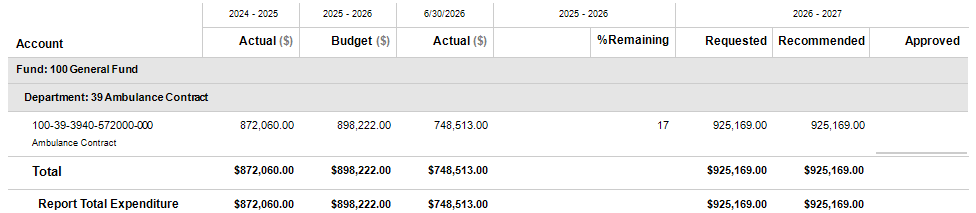 2024 - 2025 2025 - 2026 6/30/2026 2025 - 2026 2026 - 2027
Account Actual ($) Budget ($) Actual ($) %Remaining Requested Recommended Approved
Fund: 100 General Fund
Department: 39 Ambulance Contract
100-39-3940-572000-000 872,060.00 898,222.00 748,513.00 17 925,169.00 925,169.00
Ambulance Contract
Total $872,060.00 $898,222.00 $748,513.00 $925,169.00 $925,169.00
Report Total Expenditure $872,060.00 $898,222.00 $748,513.00 $925,169.00 $925,169.00